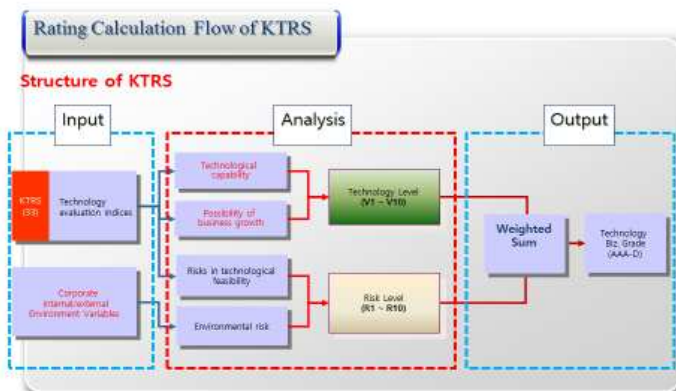 Rating Calculation Flow of KTRS
Structure of KTRS
Input
Analysis
Output
KTRS
(33)
Technology
evaluation indices
Corporate
Internal/external
Environment Variables
Technological
capability
Possibility of
business growth
Risks in technological
feasibility
Environmental risk
Technology Level
(V1 ~ V10)
Risk Level
(R1 ~ R10)
Weighted
Sum
Technology
Biz. Grade
(AAA~D)